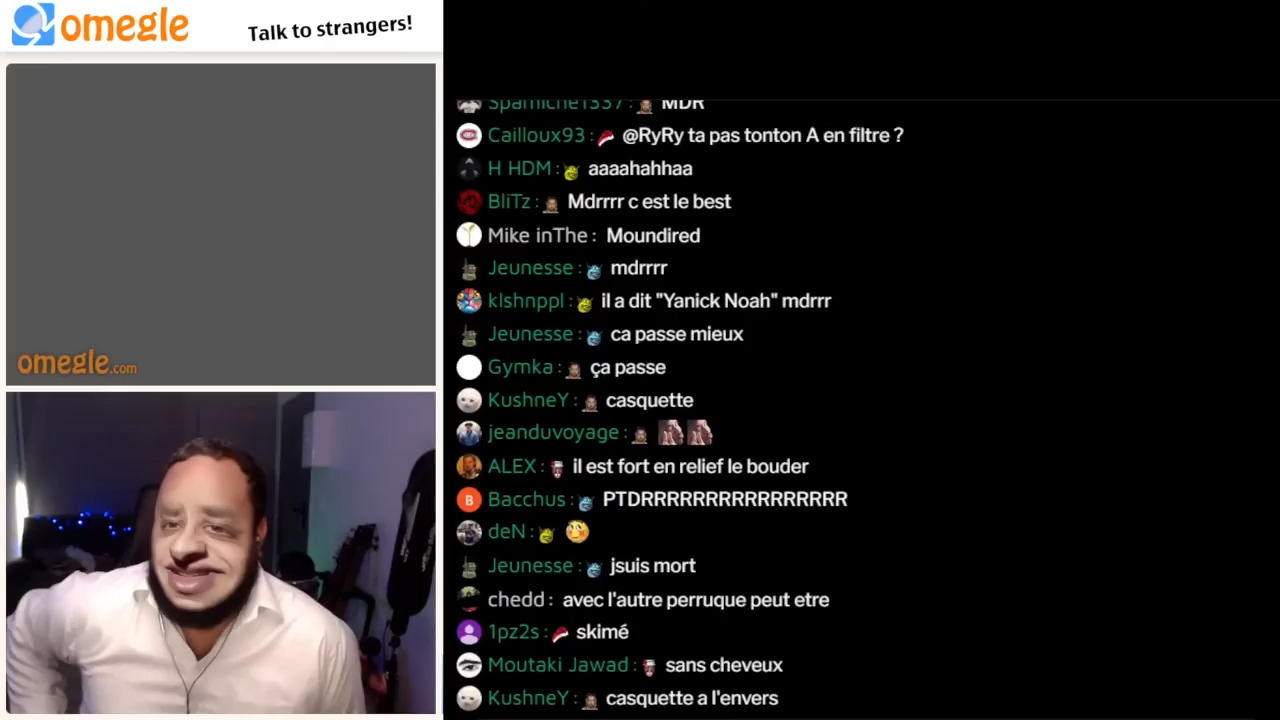 omegle
Talk to strangers!
omegle.com
Spamiche1337: MDR
Cailloux93: @RyRy ta pas tonton A en filtre ?
H HDM: aaaahahhaa
BliTz: Mdrrrr c est le best
Mike inThe: Moundired
Jeunesse: mdrrrr
klshnppl: il a dit "Yanick Noah" mdrrr
Jeunesse: ca passe mieux
Gymka: ça passe
KushneY: casquette
jeanduvoyage:
ALEX: il est fort en relief le bouder
B Bacchus: PTDRRRRRRRRRRRRRRRR
deN:
Jeunesse: jsuis mort
chedd: avec l'autre perruque peut etre
1pz2s: skimé
Moutaki Jawad: sans cheveux
KushneY: casquette a l'envers